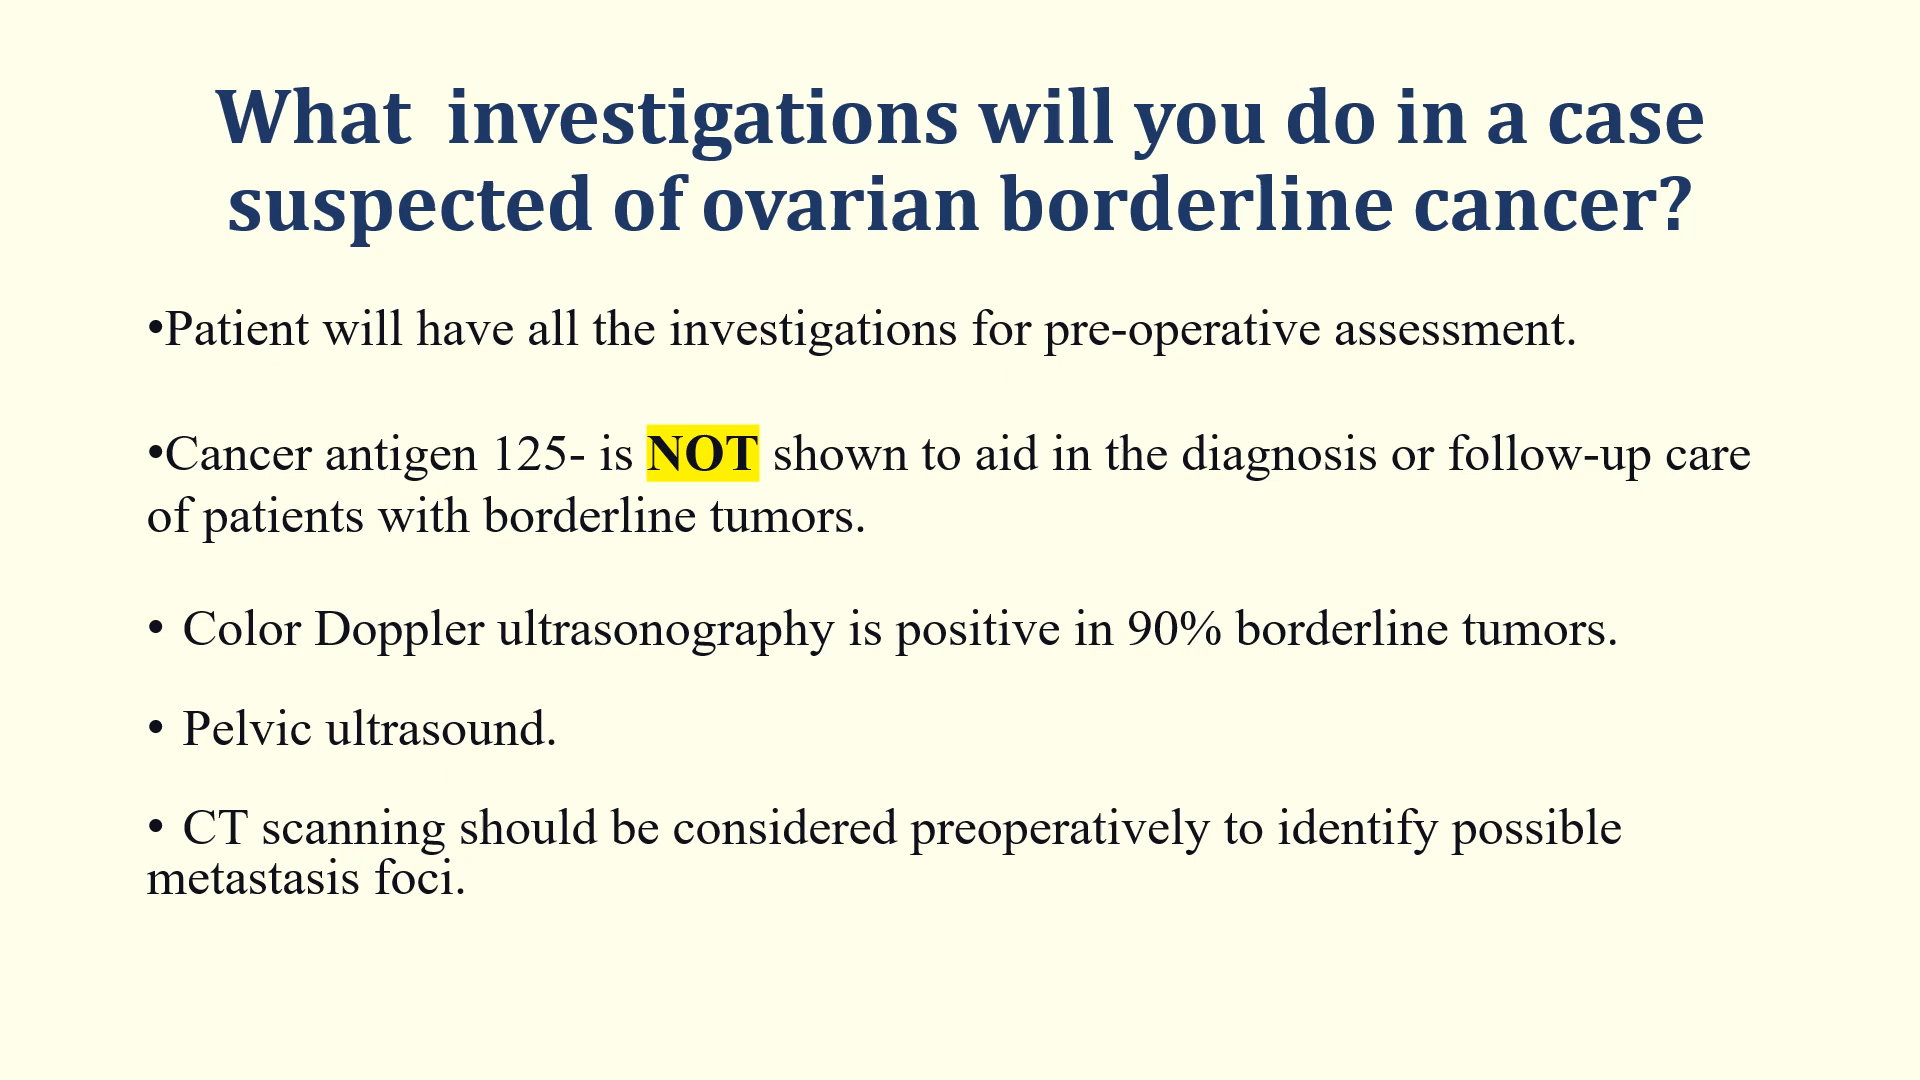 What  investigations will you do in a case
suspected of ovarian borderline cancer?
•Patient will have all the investigations for pre-operative assessment.
•Cancer antigen 125- is NOT shown to aid in the diagnosis or follow-up care
of patients with borderline tumors.
• Color Doppler ultrasonography is positive in 90% borderline tumors.
• Pelvic ultrasound.
• CT scanning should be considered preoperatively to identify possible
metastasis foci.